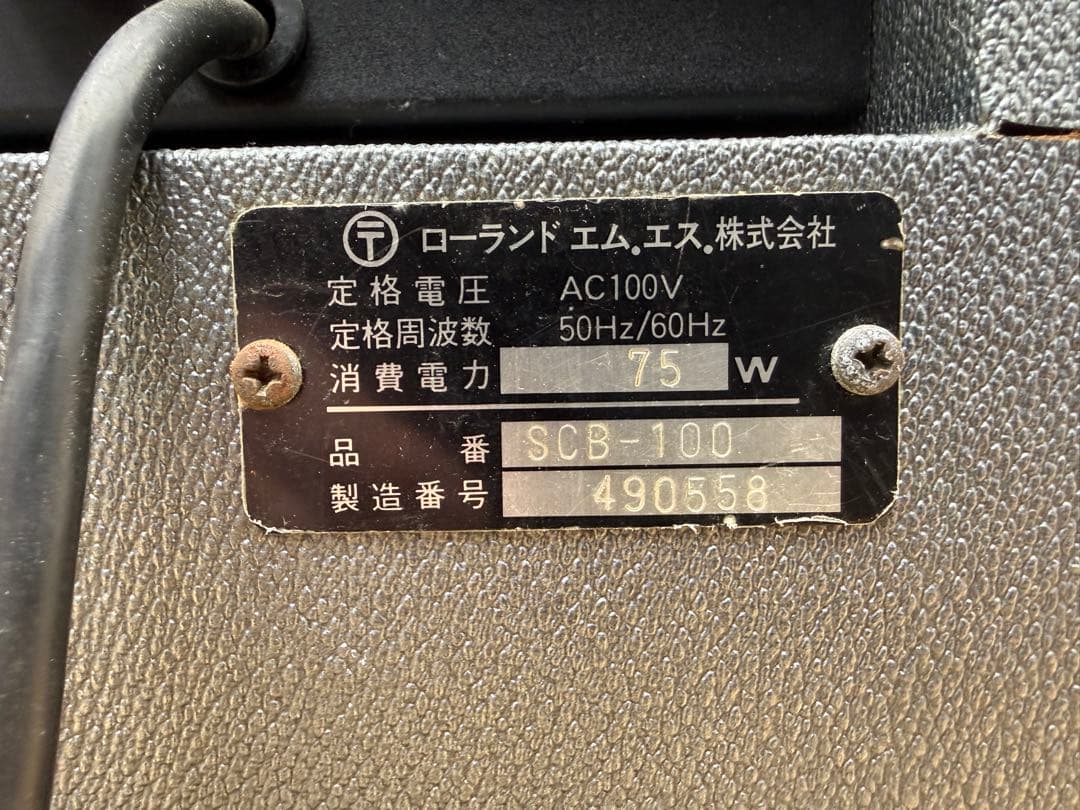 〒 ローランド エム.エス.株式会社
定格電圧 AC100V
定格周波数 50Hz/60Hz
消費電力 75 W
品番 SCB-100
製造番号 490558